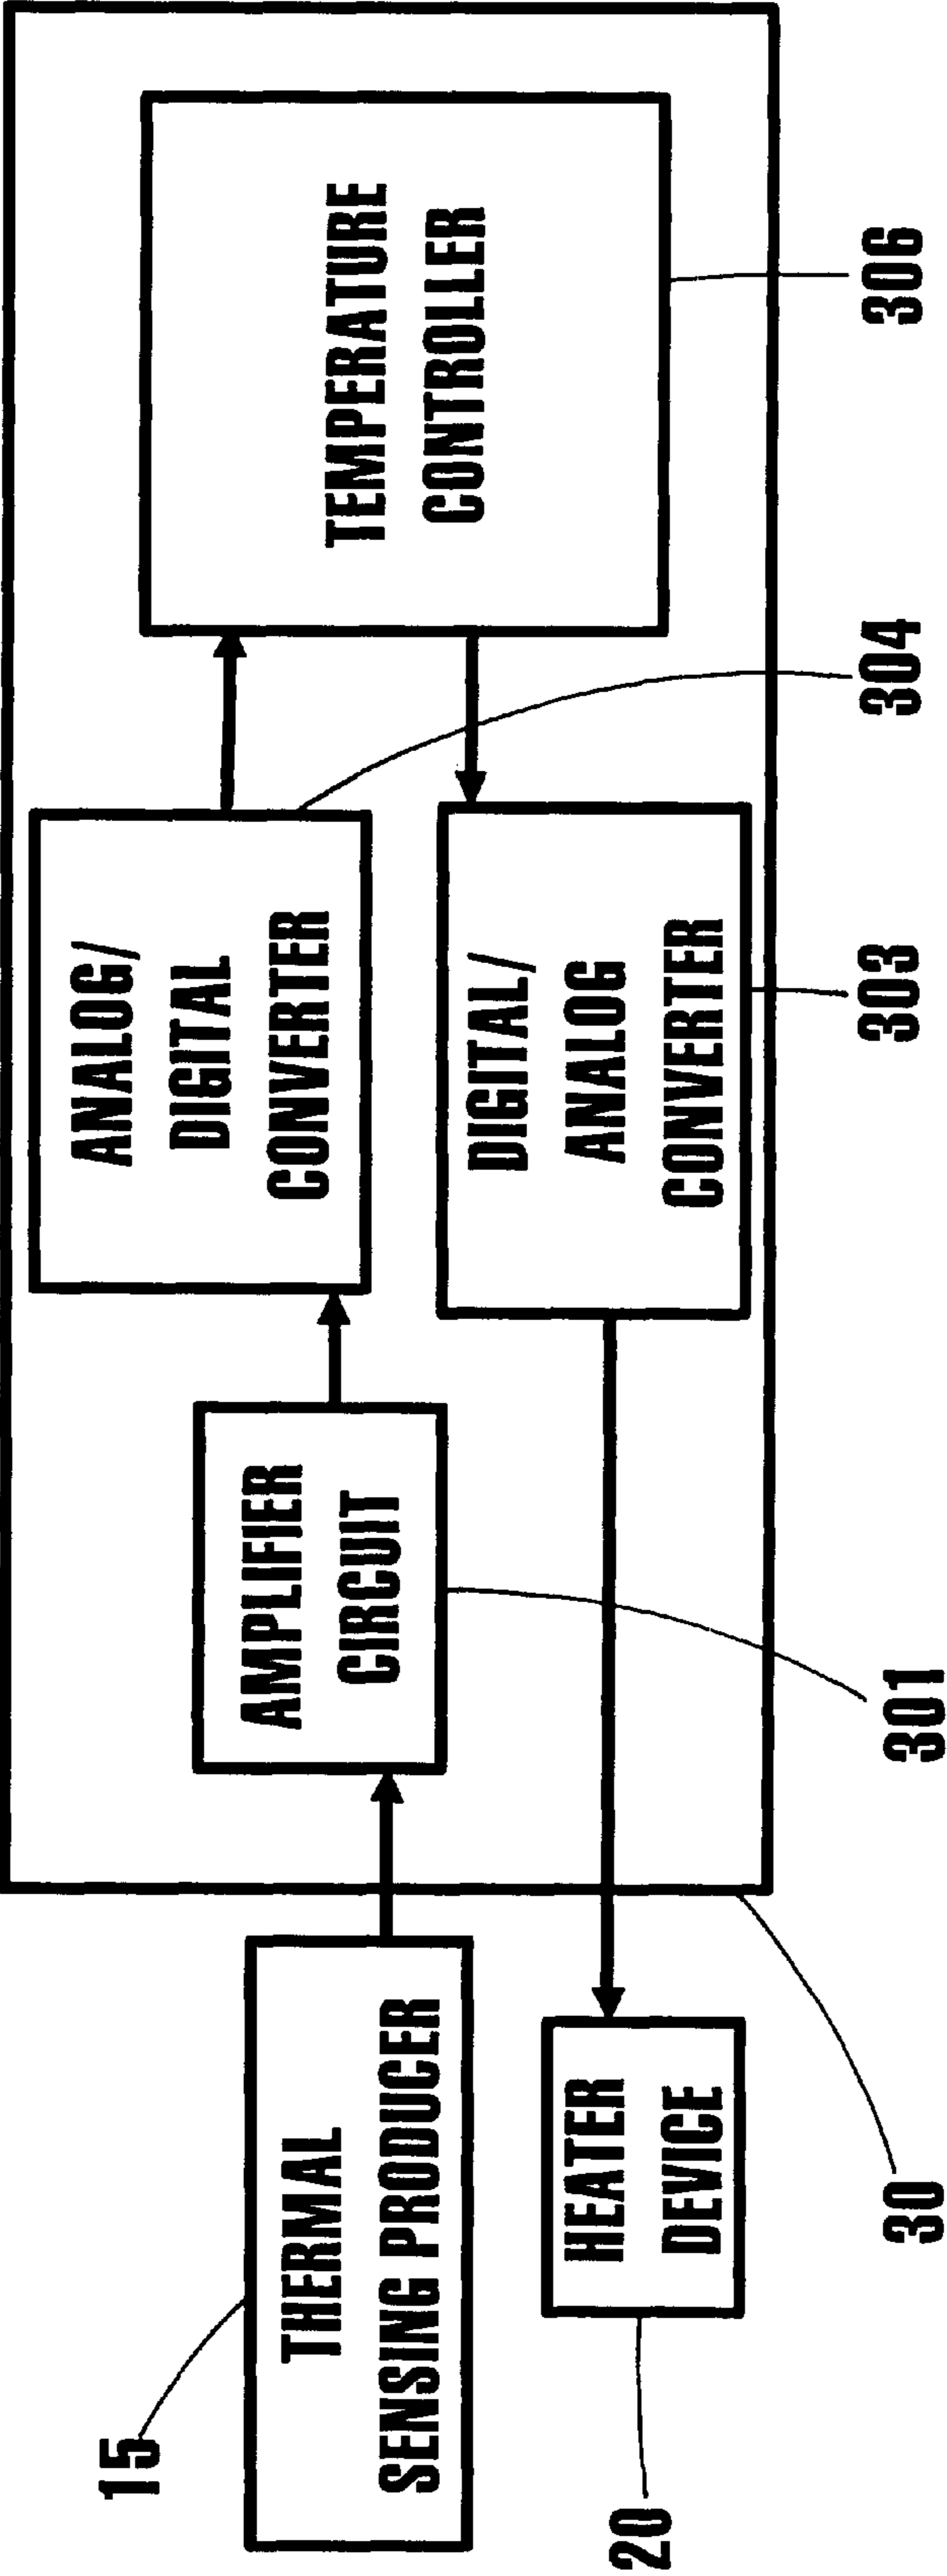 15
THERMAL
SENSING PRODUCER
AMPLIFIER
CIRCUIT
ANALOG/
DIGITAL
CONVERTER
TEMPERATURE
CONTROLLER
HEATER
DEVICE
DIGITAL/
ANALOG
CONVERTER
20
30
301
303
304
306